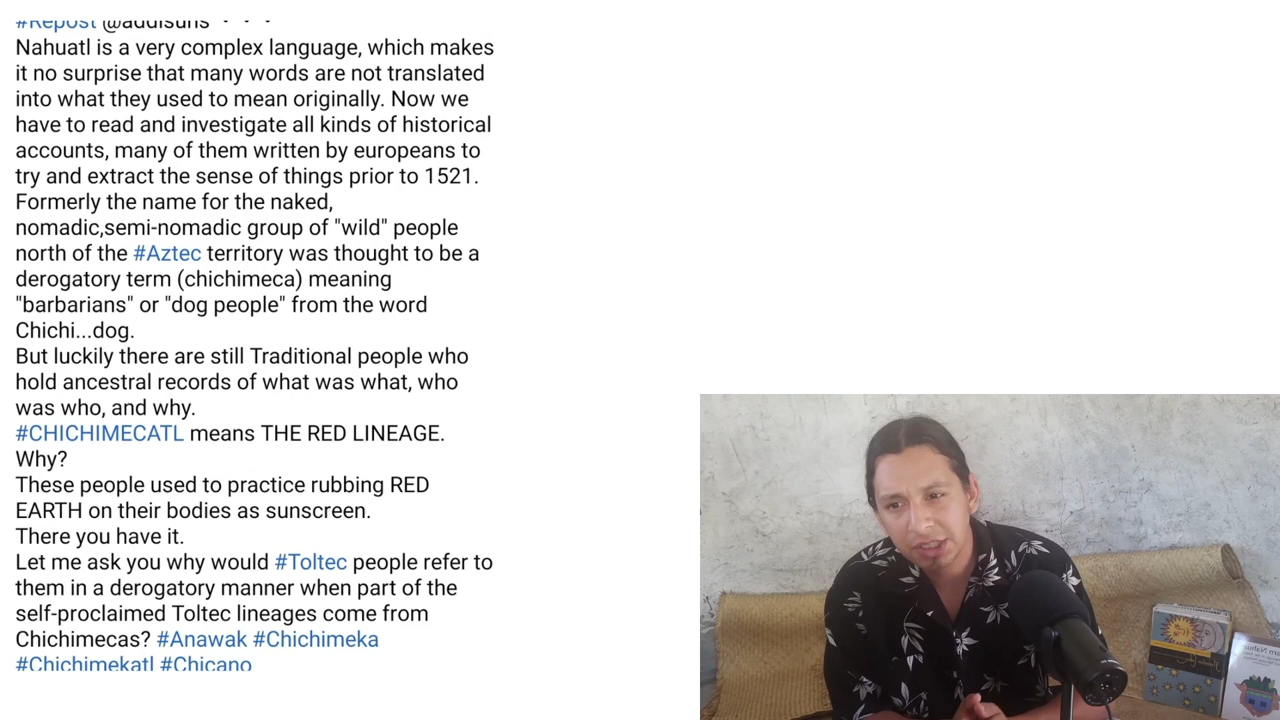 #Repost @addisuns
Nahuatl is a very complex language, which makes
it no surprise that many words are not translated
into what they used to mean originally. Now we
have to read and investigate all kinds of historical
accounts, many of them written by europeans to
try and extract the sense of things prior to 1521.
Formerly the name for the naked,
nomadic,semi-nomadic group of "wild" people
north of the #Aztec territory was thought to be a
derogatory term (chichimeca) meaning
"barbarians" or "dog people" from the word
Chichi...dog.
But luckily there are still Traditional people who
hold ancestral records of what was what, who
was who, and why.
#CHICHIMECATL means THE RED LINEAGE.
Why?
These people used to practice rubbing RED
EARTH on their bodies as sunscreen.
There you have it.
Let me ask you why would #Toltec people refer to
them in a derogatory manner when part of the
self-proclaimed Toltec lineages come from
Chichimecas? #Anawak #Chichimeka
#Chichimekatl #Chicano